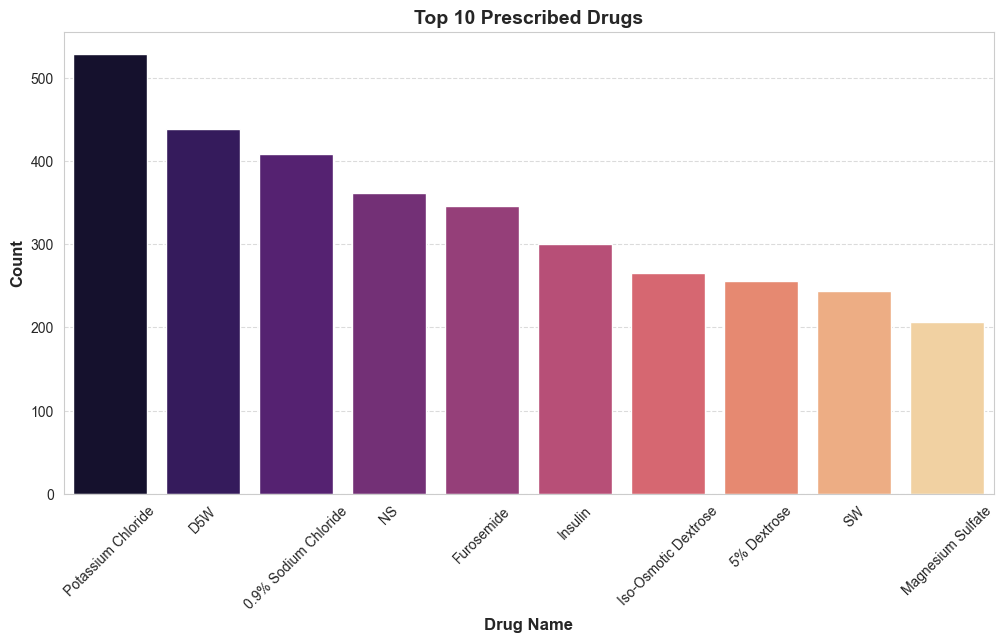 Top 10 Prescribed Drugs
Count
500
400
300
200
100
0
Potassium Chloride
D5W
0.9% Sodium Chloride
NS
Furosemide
Insulin
Iso-Osmotic Dextrose
5% Dextrose
SW
Magnesium Sulfate
Drug Name